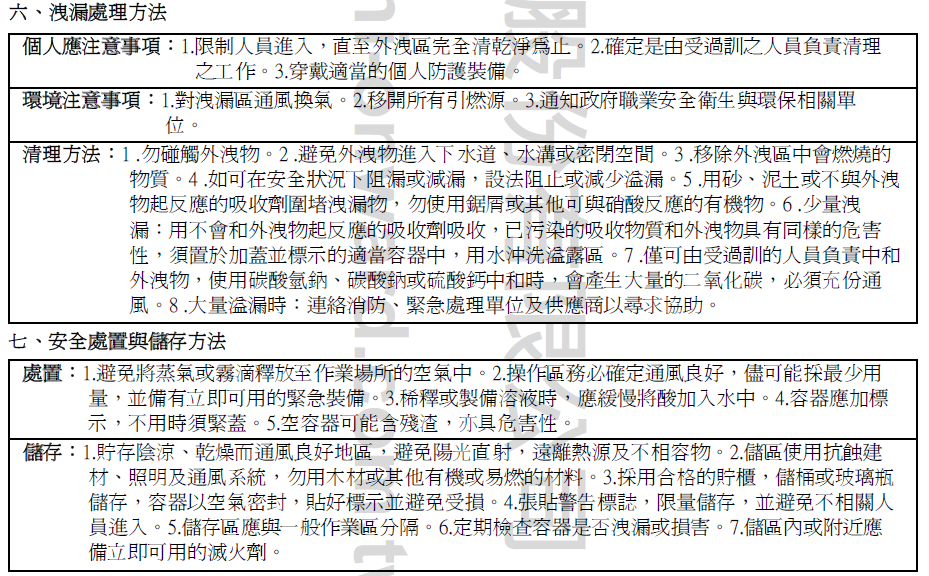 六、洩漏處理方法
個人應注意事項：1.限制人員進入，直至外洩區完全清乾淨為止。2.確定是由受過訓之人員負責清理
之工作。3.穿戴適當的個人防護裝備。
環境注意事項：1.對洩漏區通風換氣。2.移開所有引燃源。3.通知政府職業安全衛生與環保相關單
位。
清理方法：1 .勿碰觸外洩物。2 .避免外洩物進入下水道、水溝或密閉空間。3 .移除外洩區中會燃燒的
物質。4 .如可在安全狀況下阻漏或減漏，設法阻止或減少溢漏。5 .用砂、泥土或不與外洩
物起反應的吸收劑圍堵洩漏物，勿使用鋸屑或其他可與硝酸反應的有機物。6 .少量洩
漏：用不會和外洩物起反應的吸收劑吸收，已污染的吸收物質和外洩物具有同樣的危害
性，須置於加蓋並標示的適當容器中，用水沖洗溢露區。7 .僅可由受過訓的人員負責中和
外洩物，使用碳酸氫鈉、碳酸鈉或硫酸鈣中和時，會產生大量的二氧化碳，必須充份通
風。8 .大量溢漏時：連絡消防、緊急處理單位及供應商以尋求協助。
七、安全處置與儲存方法
處置：1.避免將蒸氣或霧滴釋放至作業場所的空氣中。2.操作區務必確定通風良好，儘可能採最少用
量，並備有立即可用的緊急裝備。3.稀釋或製備溶液時，應緩慢將酸加入水中。4.容器應加標
示，不用時須緊蓋。5.空容器可能含殘渣，亦具危害性。
儲存：1.貯存陰涼、乾燥而通風良好地區，避免陽光直射，遠離熱源及不相容物。2.儲區使用抗蝕建
材、照明及通風系統，勿用木材或其他有機或易燃的材料。3.採用合格的貯櫃，儲桶或玻璃瓶
儲存，容器以空氣密封，貼好標示並避免受損。4.張貼警告標誌，限量儲存，並避免不相關人
員進入。5.儲存區應與一般作業區分隔。6.定期檢查容器是否洩漏或損害。7.儲區內或附近應
備立即可用的滅火劑。
股份有限公司
onward.com.tw